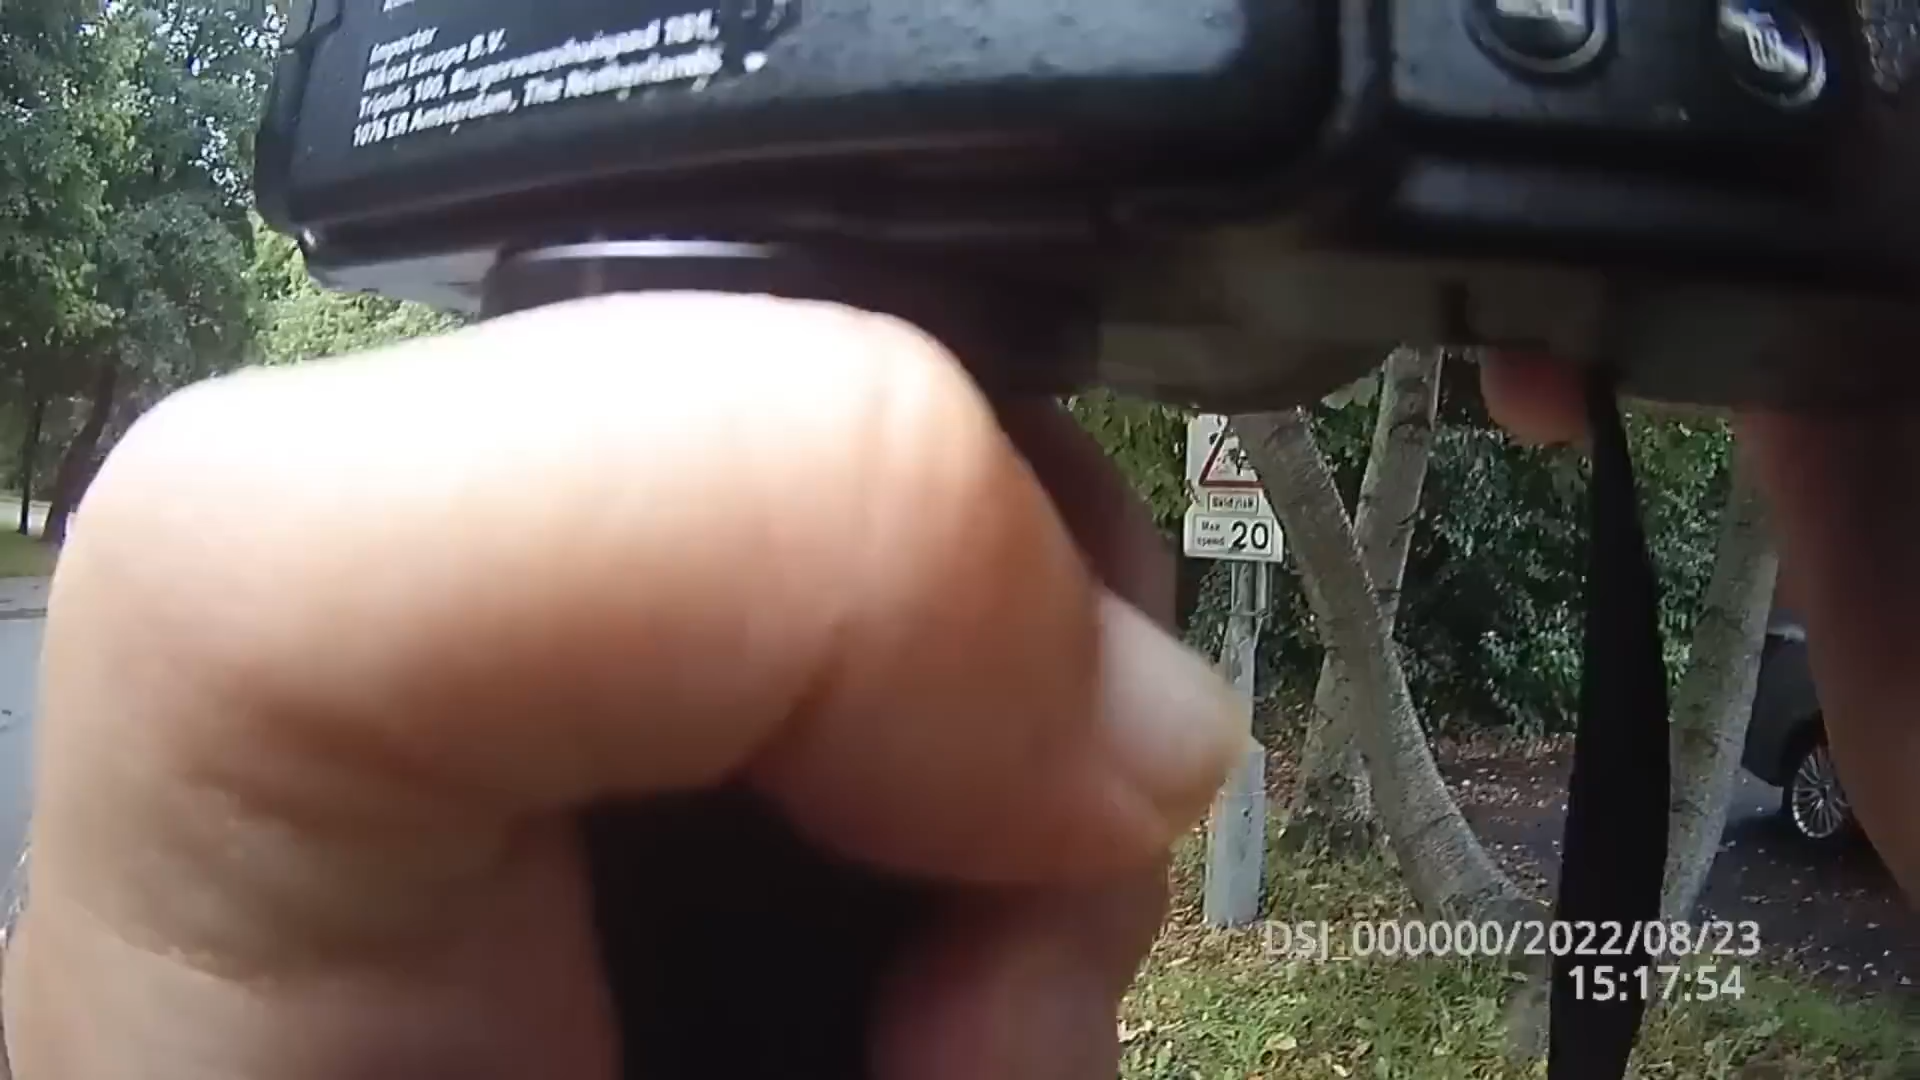 Importer
Nikon Europe B.V.
Tripolis 100, Burgerweeshuispad 101,
1076 ER Amsterdam, The Netherlands
Max
speed 20
DSJ_000000/2022/08/23
15:17:54